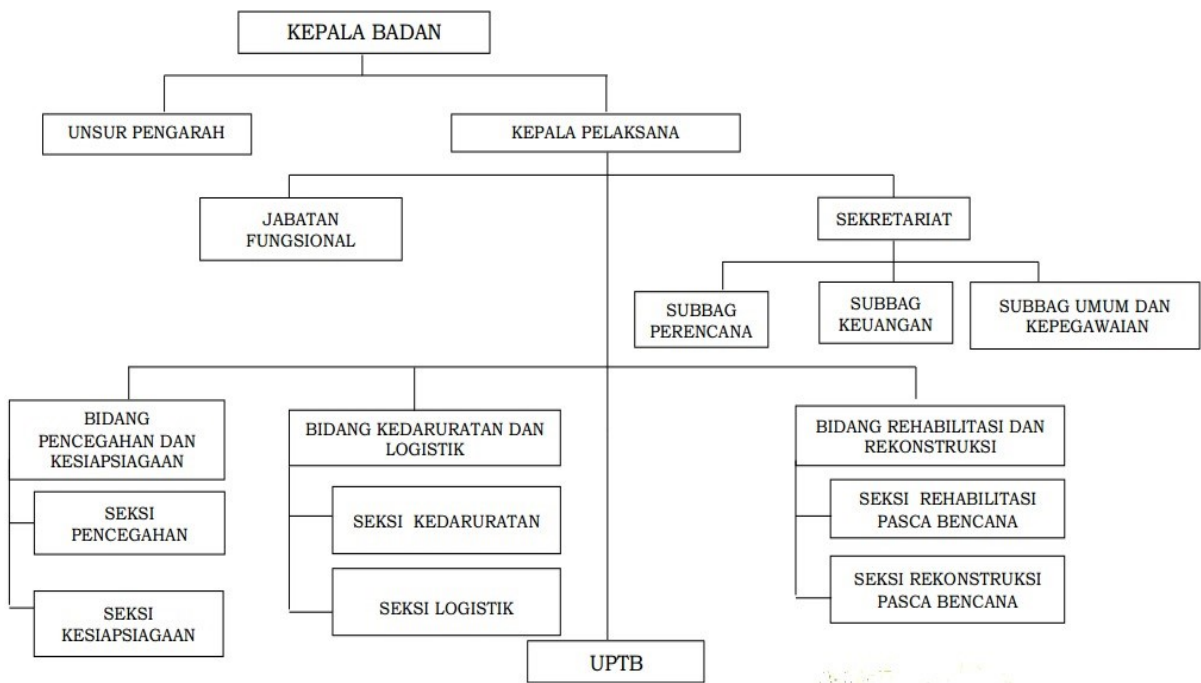 KEPALA BADAN
UNSUR PENGARAH
KEPALA PELAKSANA
JABATAN
FUNGSIONAL
SEKRETARIAT
SUBBAG
PERENCANA
SUBBAG
KEUANGAN
SUBBAG UMUM DAN
KEPEGAWAIAN
BIDANG
PENCEGAHAN DAN
KESIAPSIAGAAN
BIDANG KEDARURATAN DAN
LOGISTIK
BIDANG REHABILITASI DAN
REKONSTRUKSI
SEKSI
PENCEGAHAN
SEKSI KEDARURATAN
SEKSI REHABILITASI
PASCA BENCANA
SEKSI
KESIAPSIAGAAN
SEKSI LOGISTIK
SEKSI REKONSTRUKSI
PASCA BENCANA
UPTB